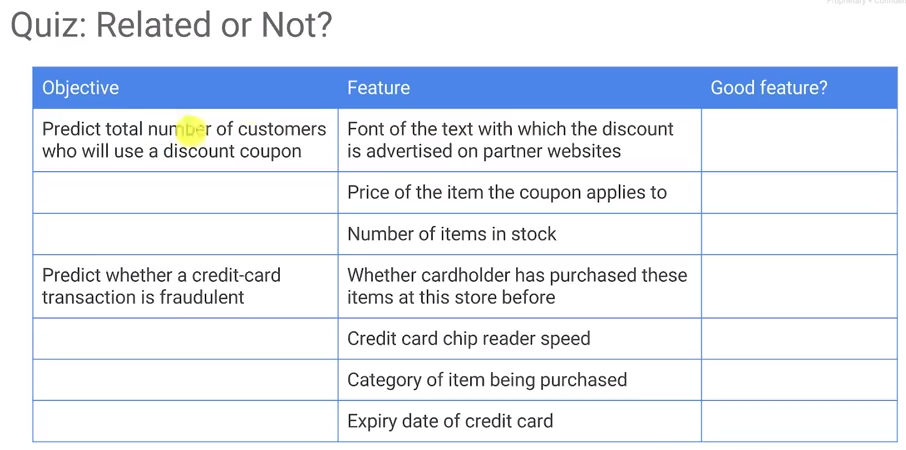 Proprietary + Confiden
Quiz: Related or Not?
Objective
Feature
Good feature?
Predict total number of customers
who will use a discount coupon
Font of the text with which the discount
is advertised on partner websites
Price of the item the coupon applies to
Number of items in stock
Predict whether a credit-card
transaction is fraudulent
Whether cardholder has purchased these
items at this store before
Credit card chip reader speed
Category of item being purchased
Expiry date of credit card